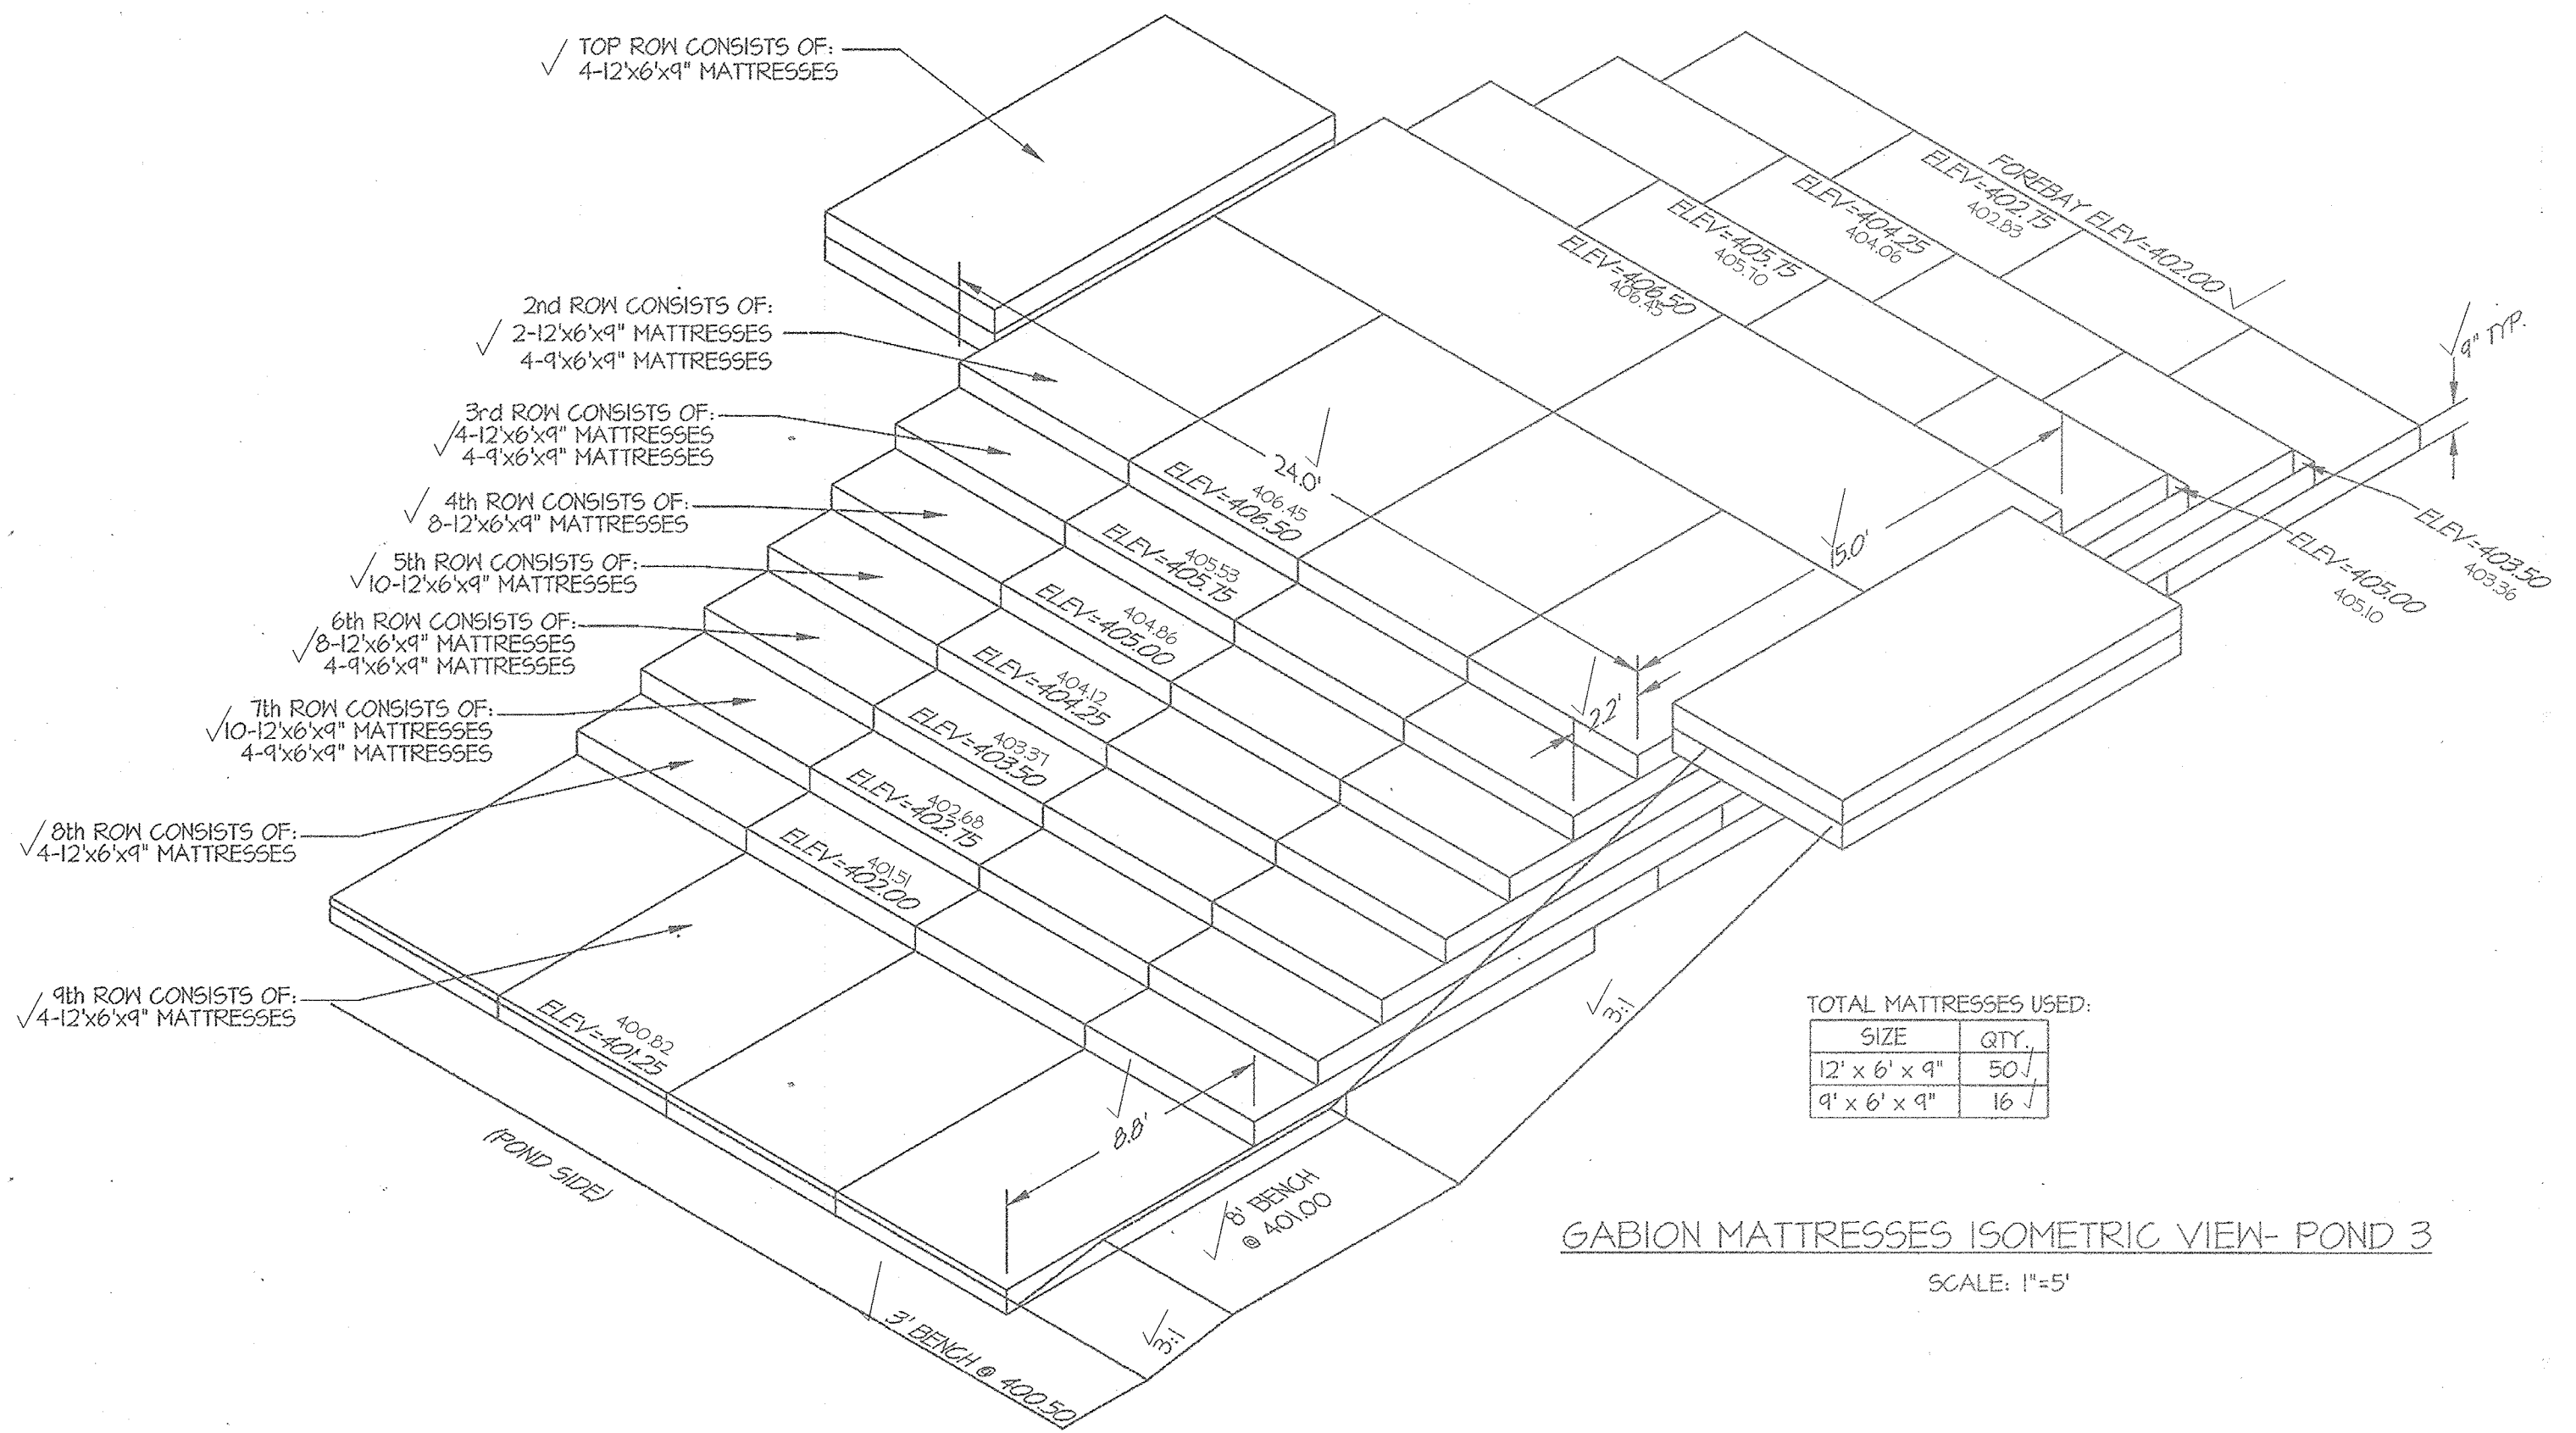 TOP ROW CONSISTS OF:
4-12'x6'x9" MATTRESSES
2nd ROW CONSISTS OF:
2-12'x6'x9" MATTRESSES
4-9'x6'x9" MATTRESSES
3rd ROW CONSISTS OF:
4-12'x6'x9" MATTRESSES
4-9'x6'x9" MATTRESSES
4th ROW CONSISTS OF:
8-12'x6'x9" MATTRESSES
5th ROW CONSISTS OF:
10-12'x6'x9" MATTRESSES
6th ROW CONSISTS OF:
8-12'x6'x9" MATTRESSES
4-9'x6'x9" MATTRESSES
7th ROW CONSISTS OF:
10-12'x6'x9" MATTRESSES
4-9'x6'x9" MATTRESSES
8th ROW CONSISTS OF:
4-12'x6'x9" MATTRESSES
9th ROW CONSISTS OF:
4-12'x6'x9" MATTRESSES
FOREBAY ELEV=402.00
ELEV=402.75
402.83
ELEV=404.25
404.06
ELEV=405.75
405.70
ELEV=406.50
406.45
9" TYP.
ELEV=403.50
403.36
ELEV=405.00
405.10
24.0'
15.0'
2.2'
406.45
ELEV=406.50
405.53
ELEV=405.75
404.86
ELEV=405.00
404.12
ELEV=404.25
403.37
ELEV=403.50
402.68
ELEV=402.75
401.51
ELEV=402.00
400.82
ELEV=401.25
8.8'
3:1
8' BENCH
@ 401.00
3:1
3' BENCH @ 400.50
(POND SIDE)
TOTAL MATTRESSES USED:
SIZE QTY.
12' x 6' x 9" 50
9' x 6' x 9" 16
GABION MATTRESSES ISOMETRIC VIEW- POND 3
SCALE: 1"=5'